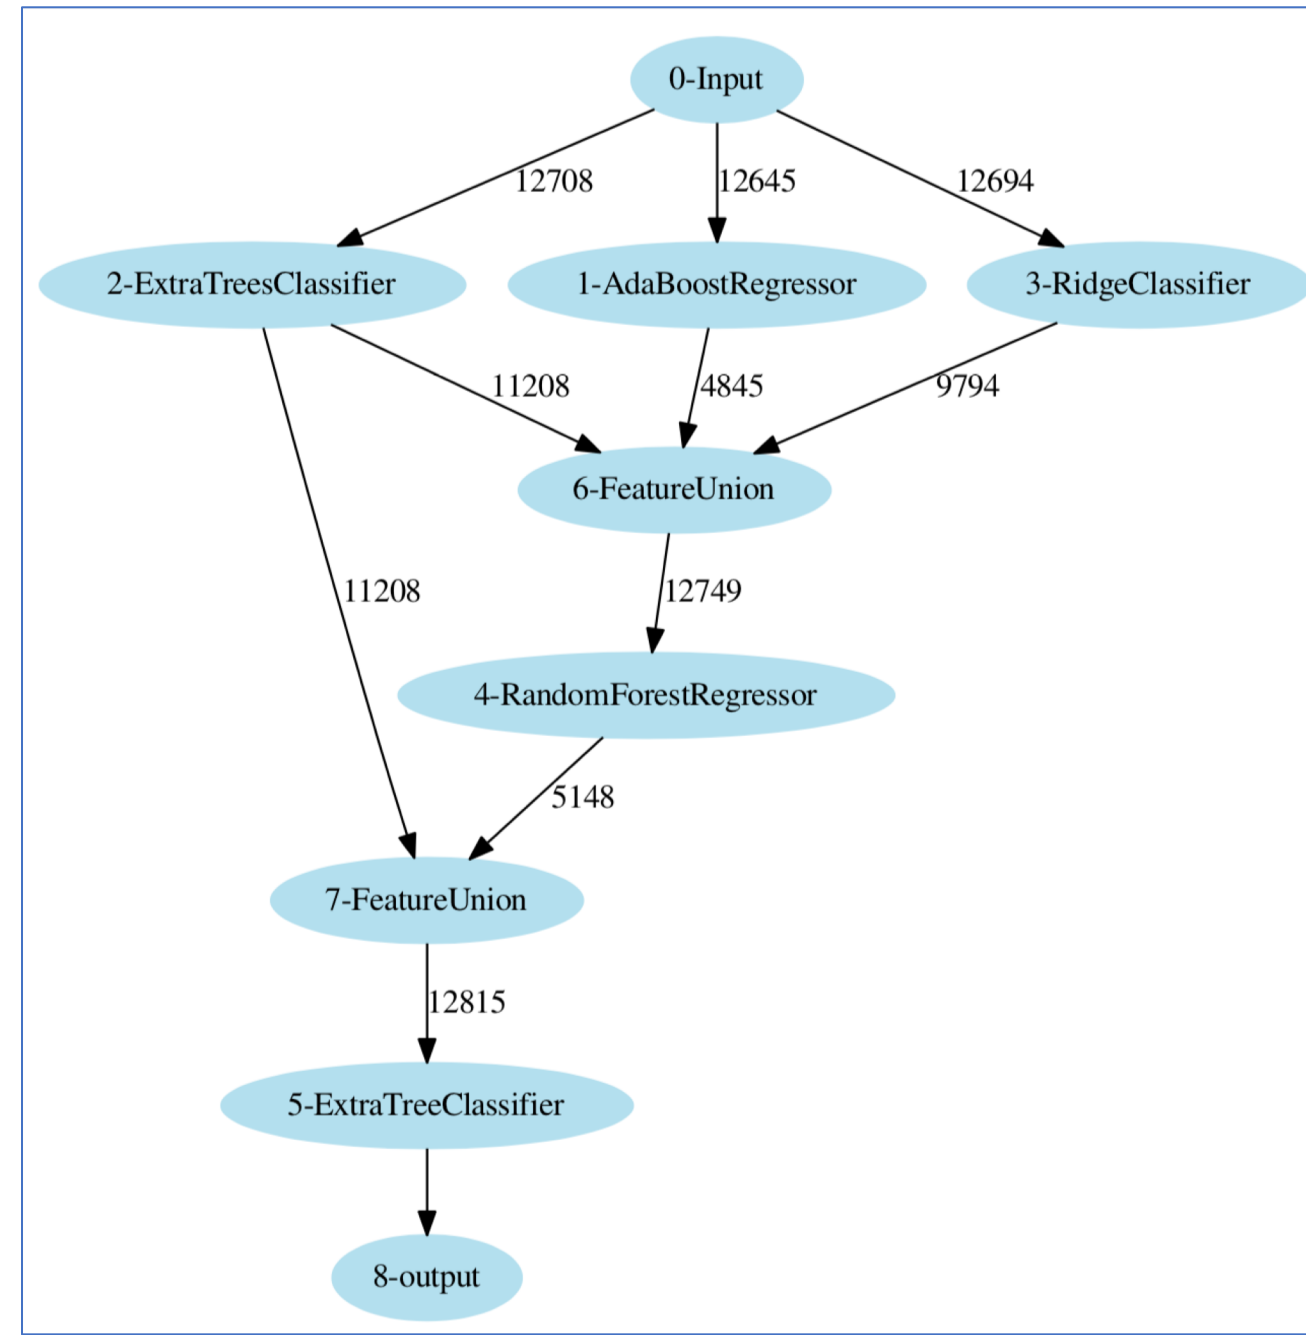 0-Input
12708
12645
12694
2-ExtraTreesClassifier
1-AdaBoostRegressor
3-RidgeClassifier
11208
4845
9794
6-FeatureUnion
11208
12749
4-RandomForestRegressor
5148
7-FeatureUnion
12815
5-ExtraTreeClassifier
8-output